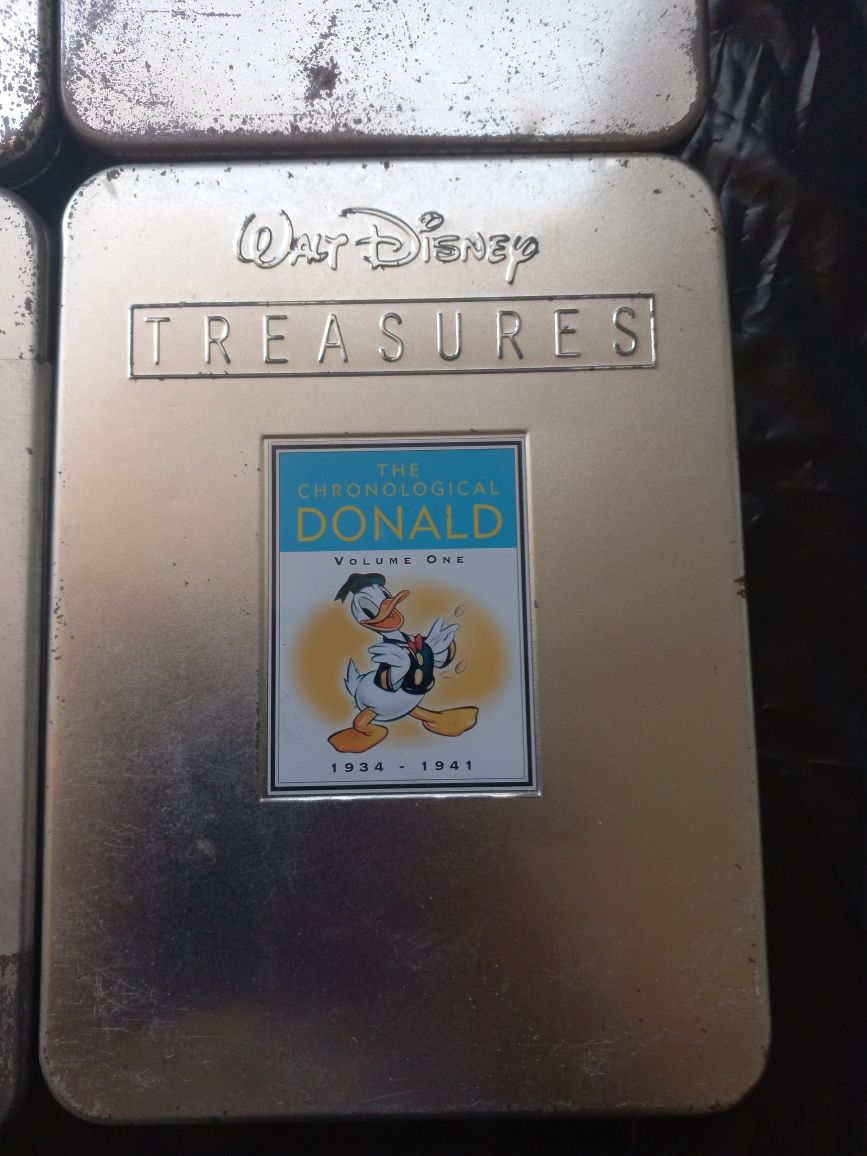 WALT DISNEY
TREASURES
THE
CHRONOLOGICAL
DONALD
VOLUME ONE
1934 - 1941